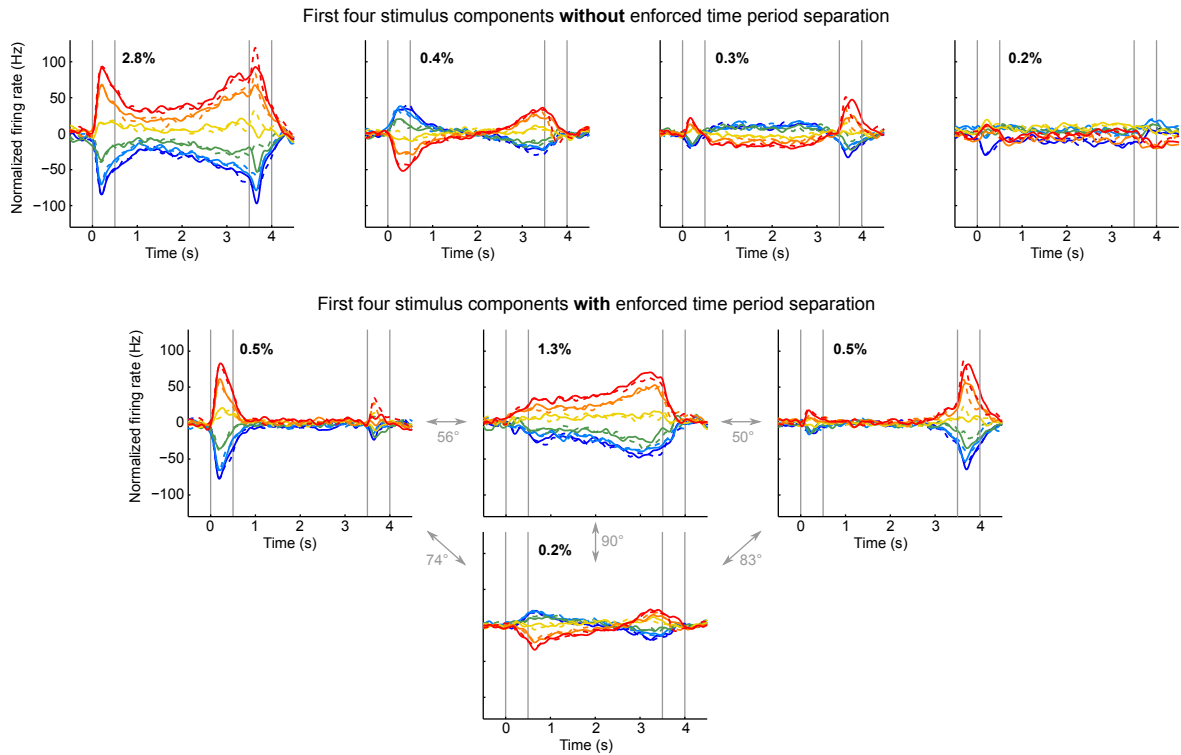 First four stimulus components without enforced time period separation
Normalized firing rate (Hz)
100
50
0
−50
−100
2.8%
0.4%
0.3%
0.2%
0 1 2 3 4
0 1 2 3 4
0 1 2 3 4
0 1 2 3 4
Time (s)
Time (s)
Time (s)
Time (s)
First four stimulus components with enforced time period separation
Normalized firing rate (Hz)
100
50
0
−50
−100
0.5%
1.3%
0.5%
56°
50°
0 1 2 3 4
0 1 2 3 4
Time (s)
Time (s)
74°
90°
83°
0.2%
0 1 2 3 4
Time (s)